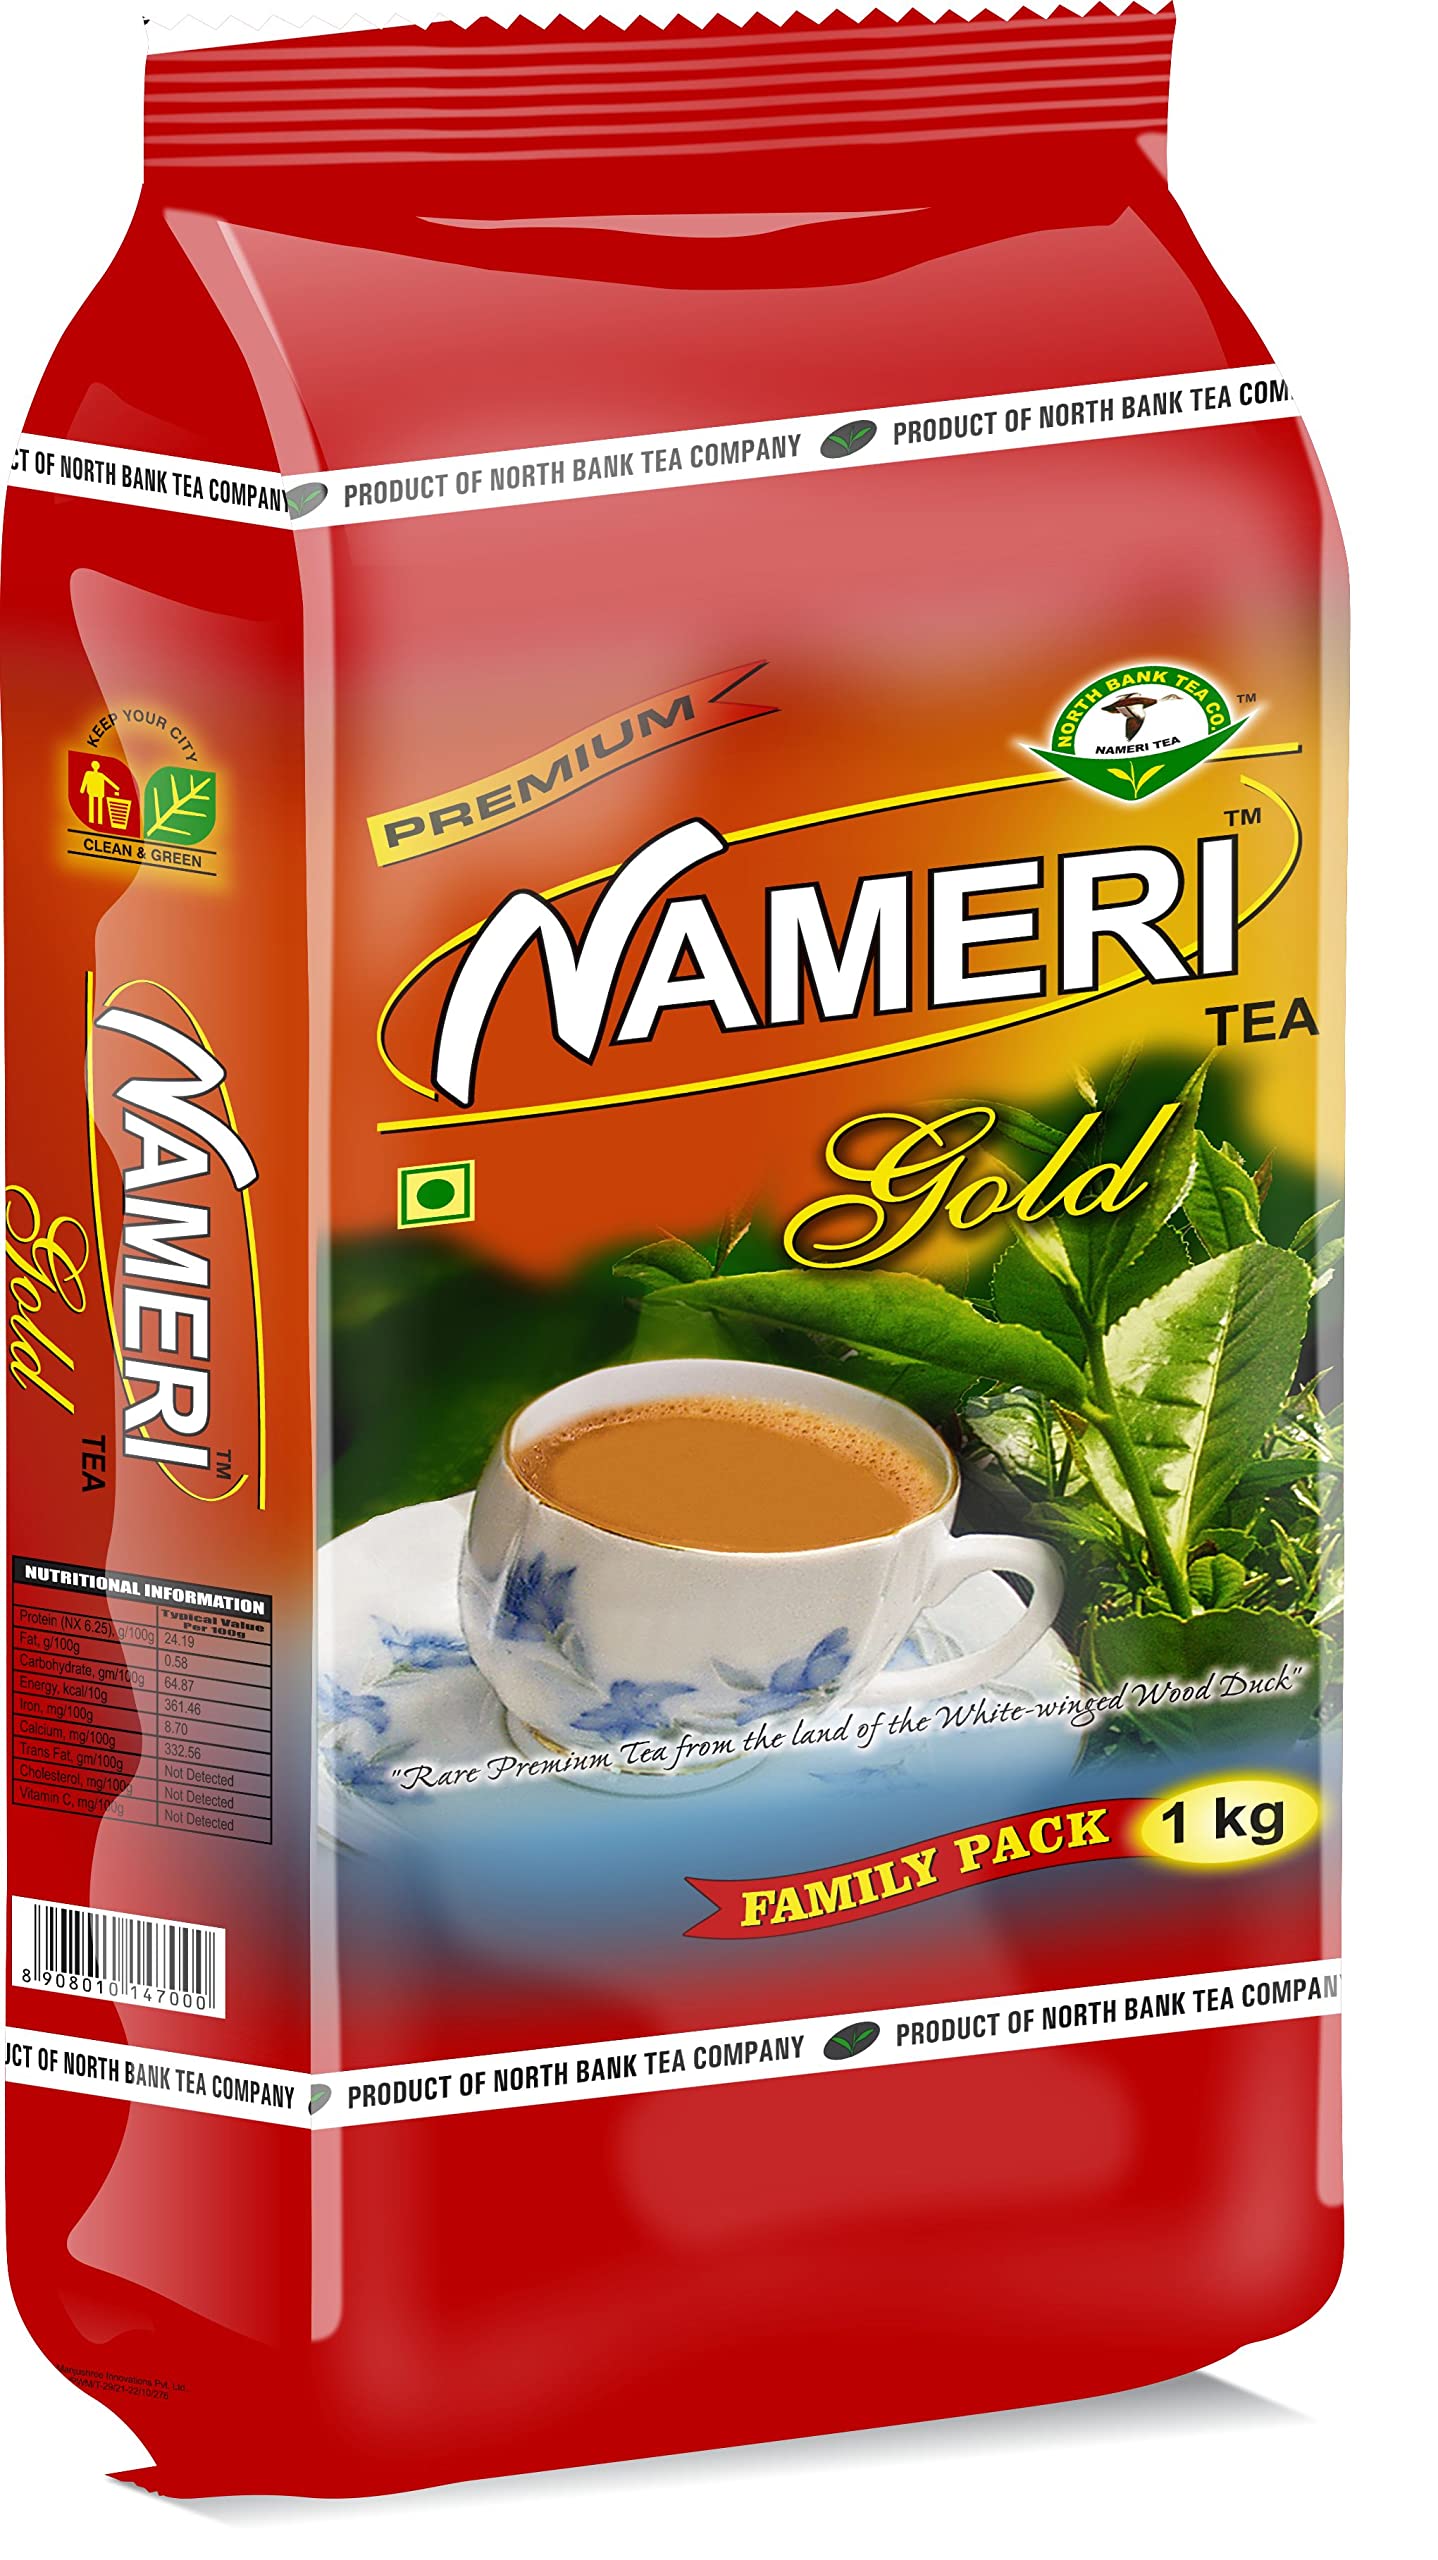 PRODUCT OF NORTH BANK TEA COMPANY
PRODUCT OF NORTH BANK TEA COM
CT OF NORTH BANK TEA COMPANY
PREMIUM
NORTH BANK TEA CO.
NAMERI TEA
TM
NAMERI TM
TEA
Gold
"Rare Premium Tea from the land of the White-winged Wood Duck"
FAMILY PACK 1 kg
PRODUCT OF NORTH BANK TEA COMPANY
PRODUCT OF NORTH BANK TEA COMPAN
KEEP YOUR CITY
CLEAN & GREEN
NAMERI TM
Gold
TEA
NUTRITIONAL INFORMATION
Typical Value
Per 100g
Protein (NX 6.25), g/100g 24.19
Fat, g/100g 0.58
Carbohydrate, gm/100g 64.87
Energy, kcal/10g 361.46
Iron, mg/100g 8.70
Calcium, mg/100g 332.56
Trans Fat, gm/100g Not Detected
Cholesterol, mg/100g Not Detected
Vitamin C, mg/100g Not Detected
8 908010 147000
UCT OF NORTH BANK TEA COMPANY
Manjushree Innovations Pvt. Ltd.